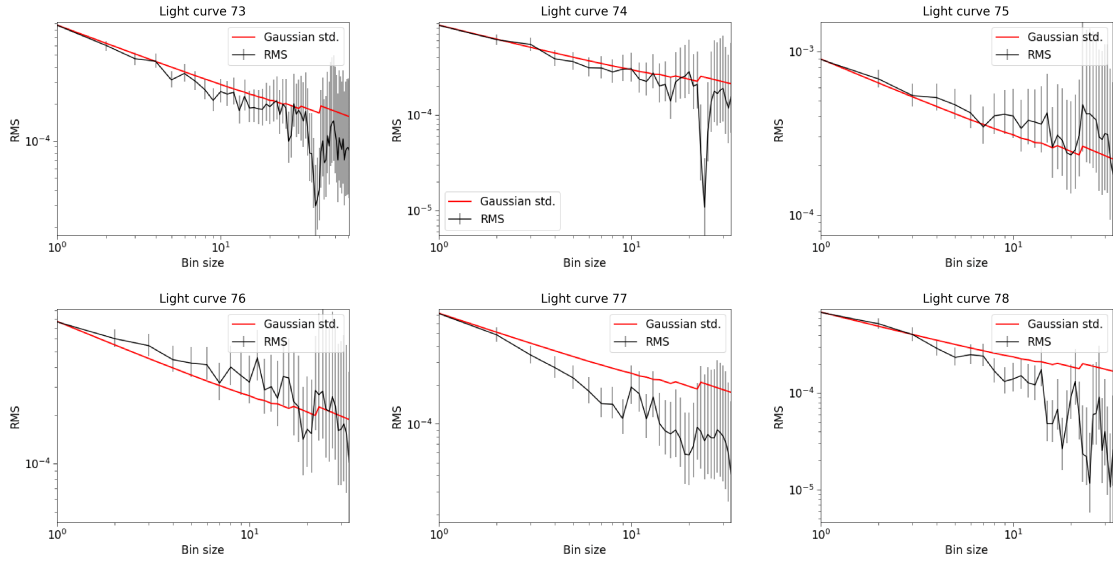 Light curve 73
Gaussian std.
RMS
RMS
10⁻⁴
10⁰
10¹
Bin size
Light curve 74
Gaussian std.
RMS
RMS
10⁻⁴
10⁻⁵
10⁰
10¹
Bin size
Light curve 75
Gaussian std.
RMS
RMS
10⁻³
10⁻⁴
10⁰
10¹
Bin size
Light curve 76
Gaussian std.
RMS
RMS
10⁻⁴
10⁰
10¹
Bin size
Light curve 77
Gaussian std.
RMS
RMS
10⁻⁴
10⁰
10¹
Bin size
Light curve 78
Gaussian std.
RMS
RMS
10⁻⁴
10⁻⁵
10⁰
10¹
Bin size